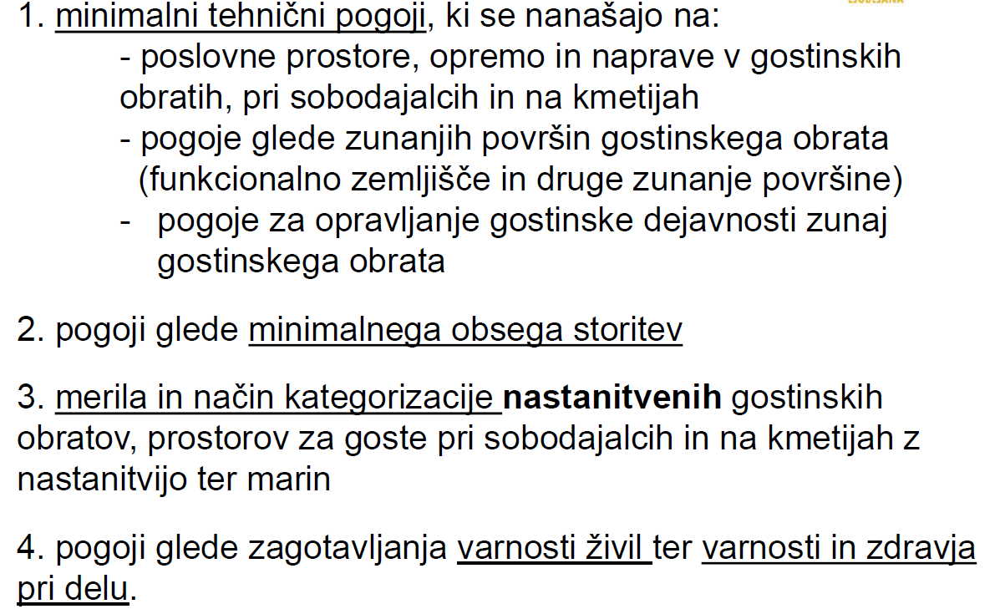 LJUBLJANA
1. minimalni tehnični pogoji, ki se nanašajo na:
- poslovne prostore, opremo in naprave v gostinskih
obratih, pri sobodajalcih in na kmetijah
- pogoje glede zunanjih površin gostinskega obrata
(funkcionalno zemljišče in druge zunanje površine)
- pogoje za opravljanje gostinske dejavnosti zunaj
gostinskega obrata
2. pogoji glede minimalnega obsega storitev
3. merila in način kategorizacije nastanitvenih gostinskih
obratov, prostorov za goste pri sobodajalcih in na kmetijah z
nastanitvijo ter marin
4. pogoji glede zagotavljanja varnosti živil ter varnosti in zdravja
pri delu.